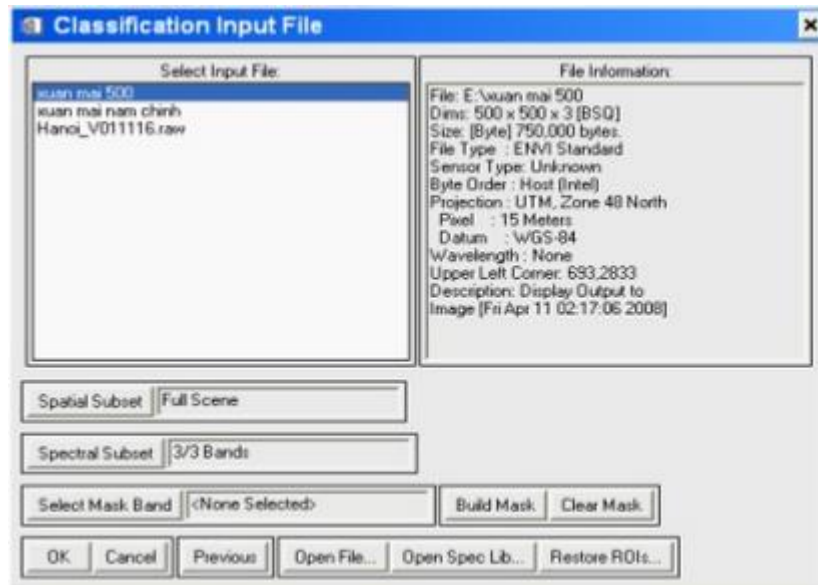 Classification Input File
Select Input File:
xuan mai 500
xuan mai nam chinh
Hanoi_V011116.raw
File Information:
File: E:\xuan mai 500
Dims: 500 x 500 x 3 [BSQ]
Size: [Byte] 750,000 bytes.
File Type : ENVI Standard
Sensor Type: Unknown
Byte Order : Host (Intel)
Projection : UTM, Zone 48 North
Pixel : 15 Meters
Datum : WGS-84
Wavelength : None
Upper Left Corner: 693,2833
Description: Display Output to
Image [Fri Apr 11 02:17:06 2008]
Spatial Subset Full Scene
Spectral Subset 3/3 Bands
Select Mask Band <None Selected> Build Mask Clear Mask
OK Cancel Previous Open File... Open Spec Lib... Restore ROIs...